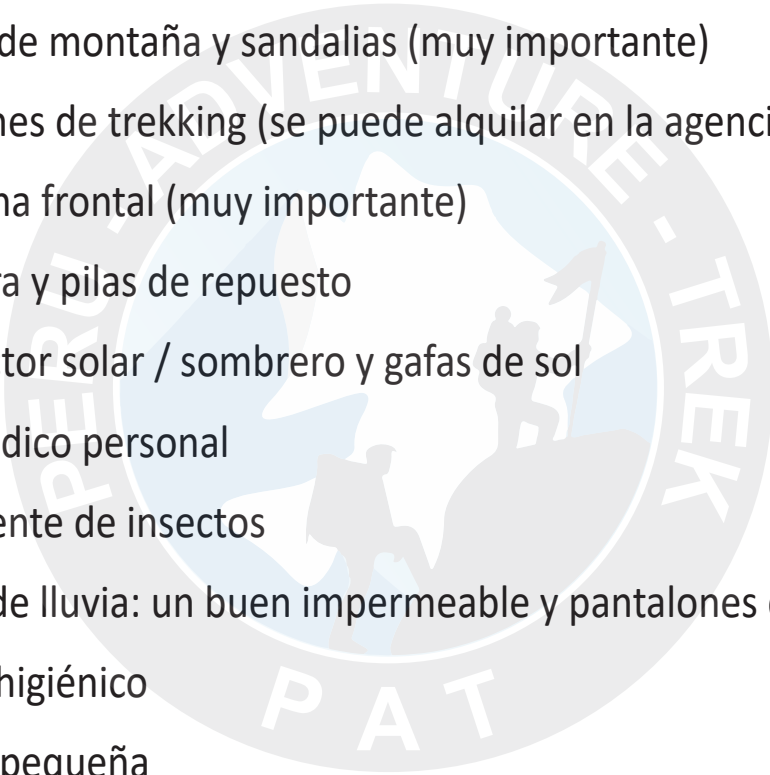 de montaña y sandalias (muy importante)
nes de trekking (se puede alquilar en la agenci
na frontal (muy importante)
ra y pilas de repuesto
tor solar / sombrero y gafas de sol
dico personal
ente de insectos
de lluvia: un buen impermeable y pantalones
higiénico
pequeña
PERU - ADVENTURE - TREK
PAT